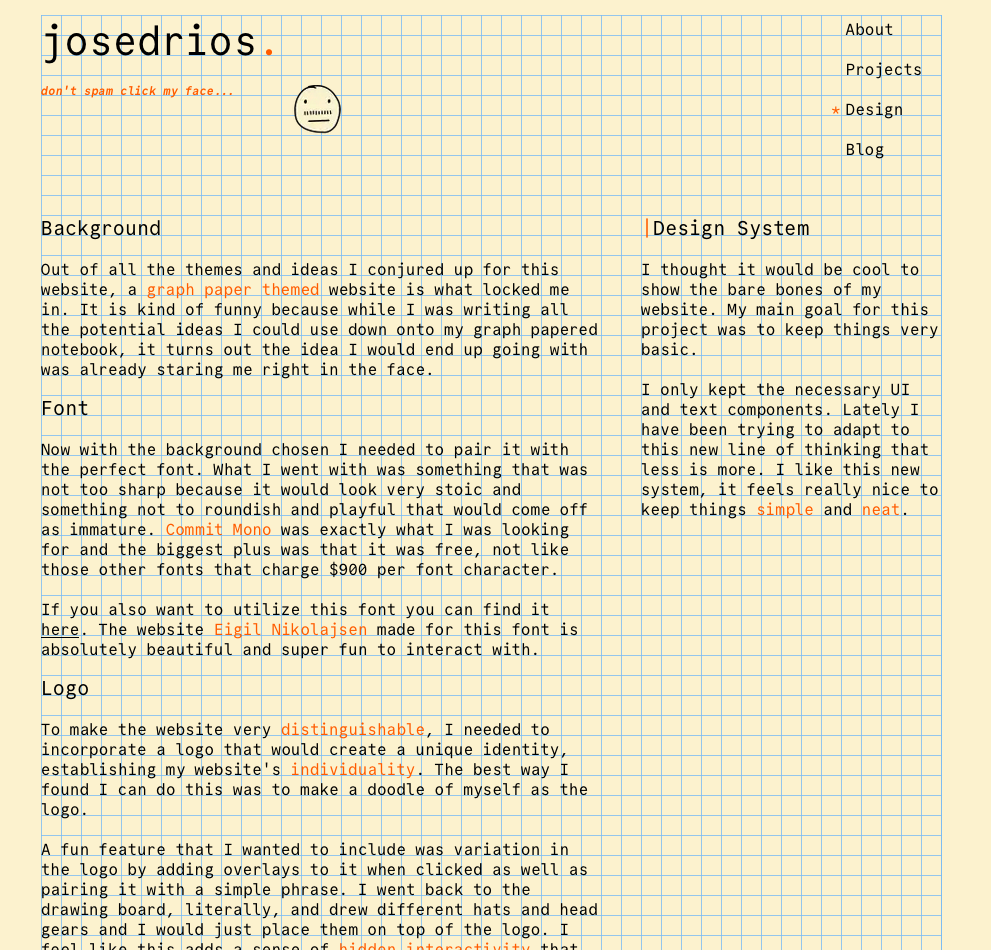 josedrios.
don't spam click my face...
About
Projects
* Design
Blog
Background
Out of all the themes and ideas I conjured up for this
website, a graph paper themed website is what locked me
in. It is kind of funny because while I was writing all
the potential ideas I could use down onto my graph papered
notebook, it turns out the idea I would end up going with
was already staring me right in the face.
Font
Now with the background chosen I needed to pair it with
the perfect font. What I went with was something that was
not too sharp because it would look very stoic and
something not to roundish and playful that would come off
as immature. Commit Mono was exactly what I was looking
for and the biggest plus was that it was free, not like
those other fonts that charge $900 per font character.
If you also want to utilize this font you can find it
here. The website Eigil Nikolajsen made for this font is
absolutely beautiful and super fun to interact with.
Logo
To make the website very distinguishable, I needed to
incorporate a logo that would create a unique identity,
establishing my website's individuality. The best way I
found I can do this was to make a doodle of myself as the
logo.
A fun feature that I wanted to include was variation in
the logo by adding overlays to it when clicked as well as
pairing it with a simple phrase. I went back to the
drawing board, literally, and drew different hats and head
gears and I would just place them on top of the logo. I
feel like this adds a sense of hidden interactivity that
|Design System
I thought it would be cool to
show the bare bones of my
website. My main goal for this
project was to keep things very
basic.
I only kept the necessary UI
and text components. Lately I
have been trying to adapt to
this new line of thinking that
less is more. I like this new
system, it feels really nice to
keep things simple and neat.